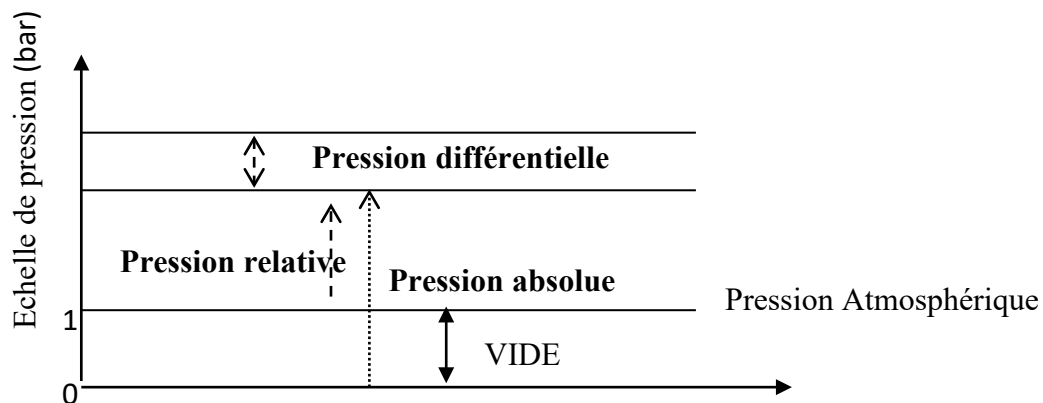 Echelle de pression (bar)
Pression différentielle
Pression relative
Pression absolue
Pression Atmosphérique
1
VIDE
0